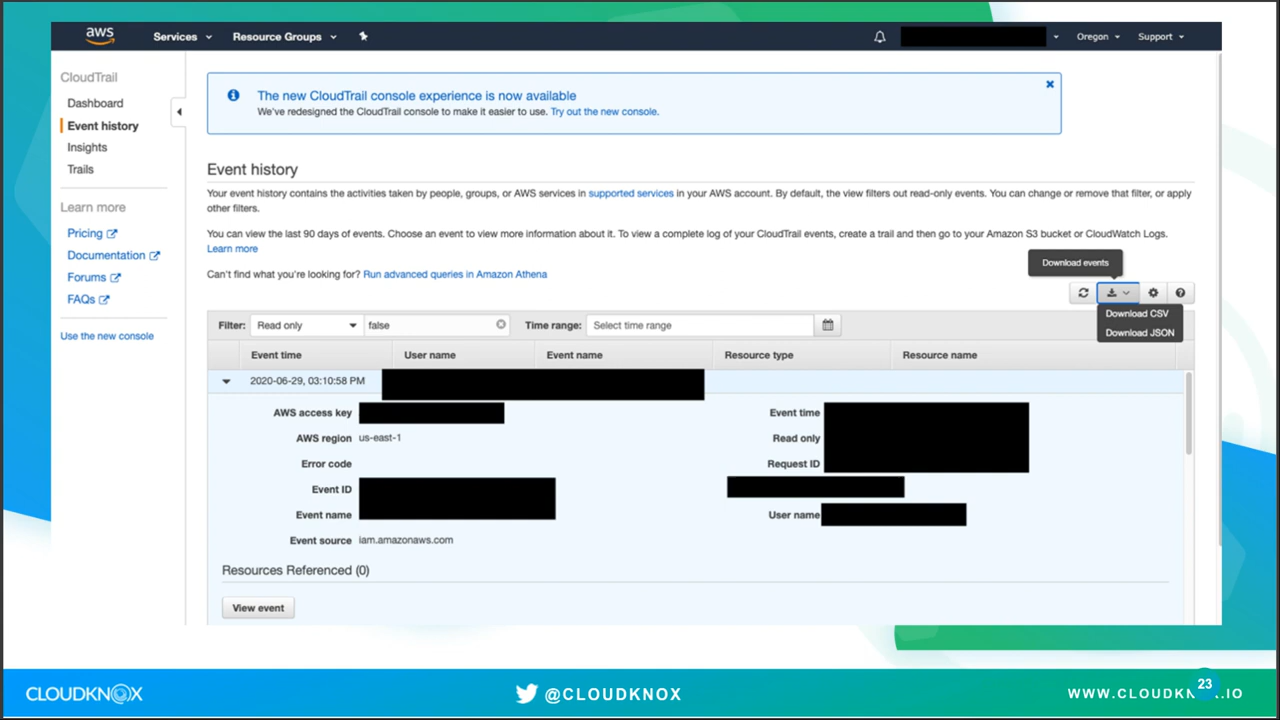 aws
Services
Resource Groups
Oregon
Support
CloudTrail
Dashboard
Event history
Insights
Trails
Learn more
Pricing
Documentation
Forums
FAQs
Use the new console
The new CloudTrail console experience is now available
We've redesigned the CloudTrail console to make it easier to use. Try out the new console.
Event history
Your event history contains the activities taken by people, groups, or AWS services in supported services in your AWS account. By default, the view filters out read-only events. You can change or remove that filter, or apply
other filters.
You can view the last 90 days of events. Choose an event to view more information about it. To view a complete log of your CloudTrail events, create a trail and then go to your Amazon S3 bucket or CloudWatch Logs.
Learn more
Can't find what you're looking for? Run advanced queries in Amazon Athena
Download events
Download CSV
Download JSON
Filter: Read only false Time range: Select time range
Event time User name Event name Resource type Resource name
2020-06-29, 03:10:58 PM
AWS access key
AWS region us-east-1
Error code
Event ID
Event name
Event source iam.amazonaws.com
Event time
Read only
Request ID
User name
Resources Referenced (0)
View event
CLOUDKNOX
@CLOUDKNOX
23
WWW.CLOUDKN .IO